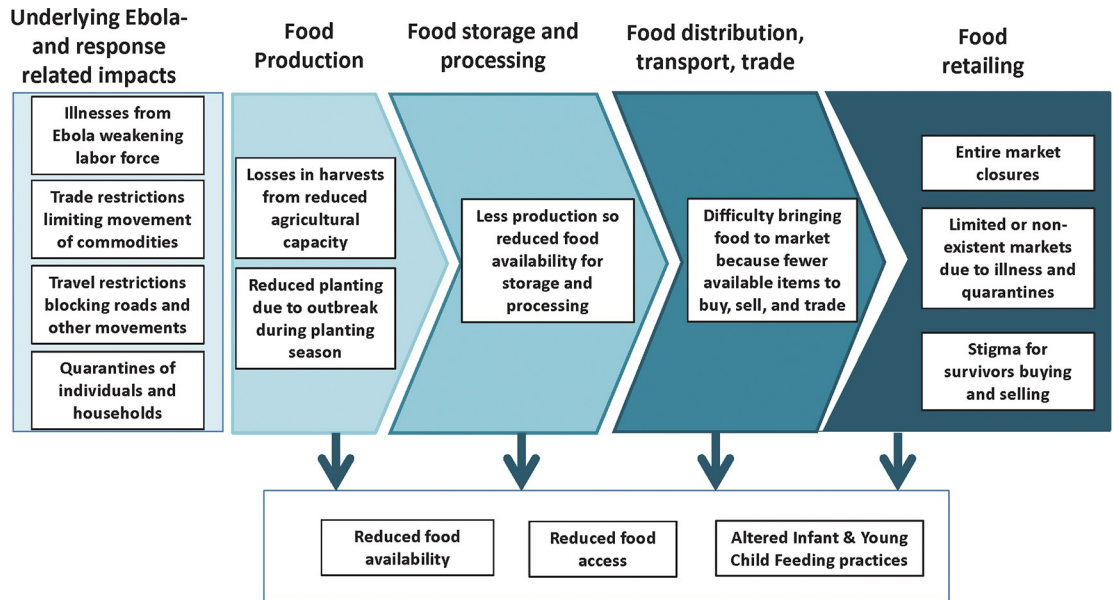 Underlying Ebola-
and response
related impacts
Food
Production
Food storage and
processing
Food distribution,
transport, trade
Food
retailing
Illnesses from
Ebola weakening
labor force
Trade restrictions
limiting movement
of commodities
Travel restrictions
blocking roads and
other movements
Quarantines of
individuals and
households
Losses in harvests
from reduced
agricultural
capacity
Reduced planting
due to outbreak
during planting
season
Less production so
reduced food
availability for
storage and
processing
Difficulty bringing
food to market
because fewer
available items to
buy, sell, and trade
Entire market
closures
Limited or non-
existent markets
due to illness and
quarantines
Stigma for
survivors buying
and selling
Reduced food
availability
Reduced food
access
Altered Infant & Young
Child Feeding practices